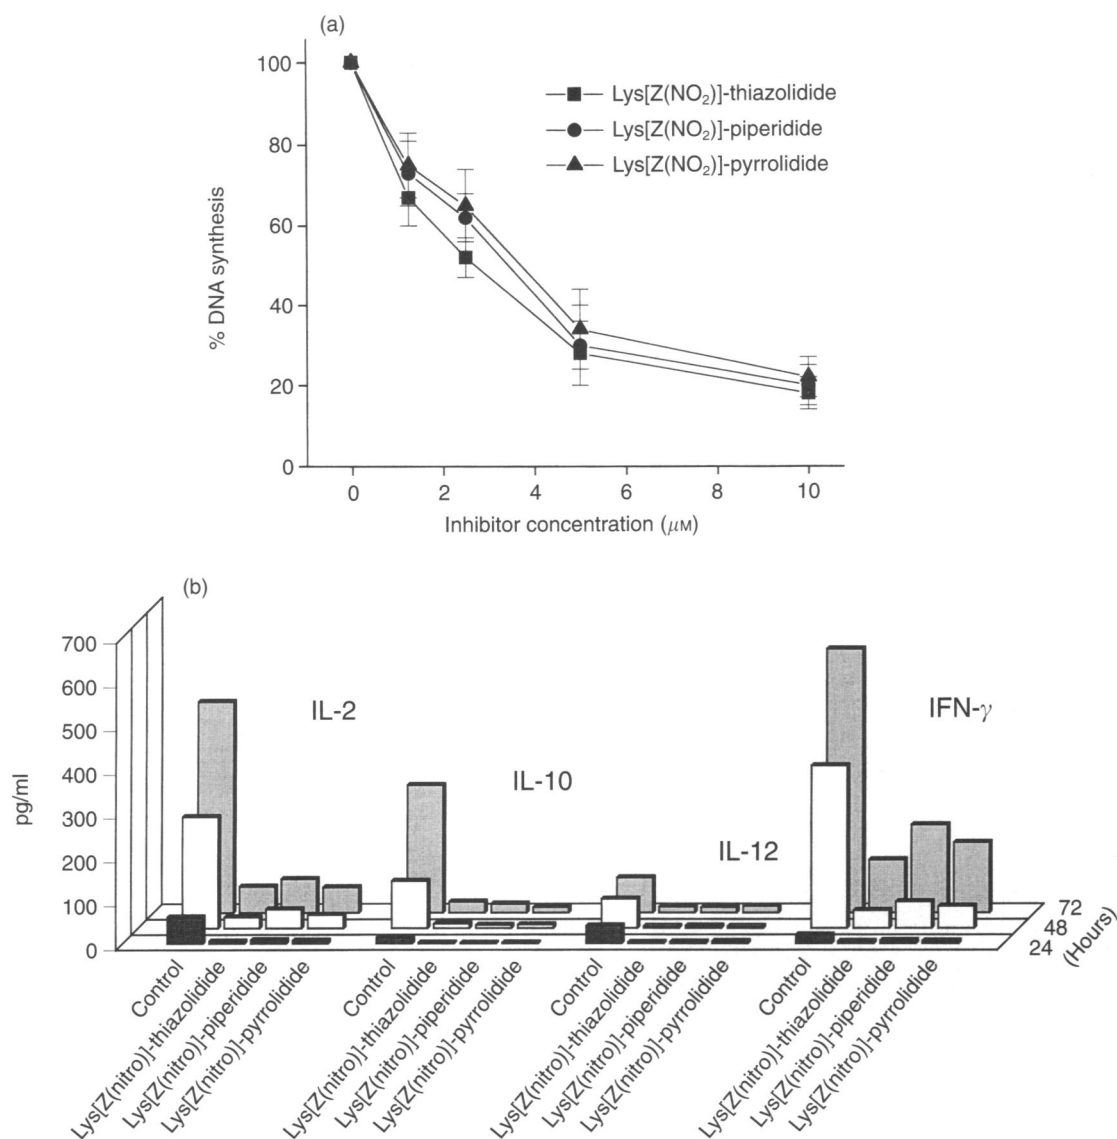 (a)
100
80
60
40
20
0
% DNA synthesis
Lys[Z(NO₂)]-thiazolidide
Lys[Z(NO₂)]-piperidide
Lys[Z(NO₂)]-pyrrolidide
0 2 4 6 8 10
Inhibitor concentration (μM)
(b)
700
600
500
400
300
200
100
0
pg/ml
IL-2
IL-10
IL-12
IFN-γ
72
48
24
(Hours)
Control
Lys[Z(nitro)]-thiazolidide
Lys[Z(nitro)]-piperidide
Lys[Z(nitro)]-pyrrolidide
Control
Lys[Z(nitro)]-thiazolidide
Lys[Z(nitro)]-piperidide
Lys[Z(nitro)]-pyrrolidide
Control
Lys[Z(nitro)]-thiazolidide
Lys[Z(nitro)]-piperidide
Lys[Z(nitro)]-pyrrolidide
Control
Lys[Z(nitro)]-thiazolidide
Lys[Z(nitro)]-piperidide
Lys[Z(nitro)]-pyrrolidide